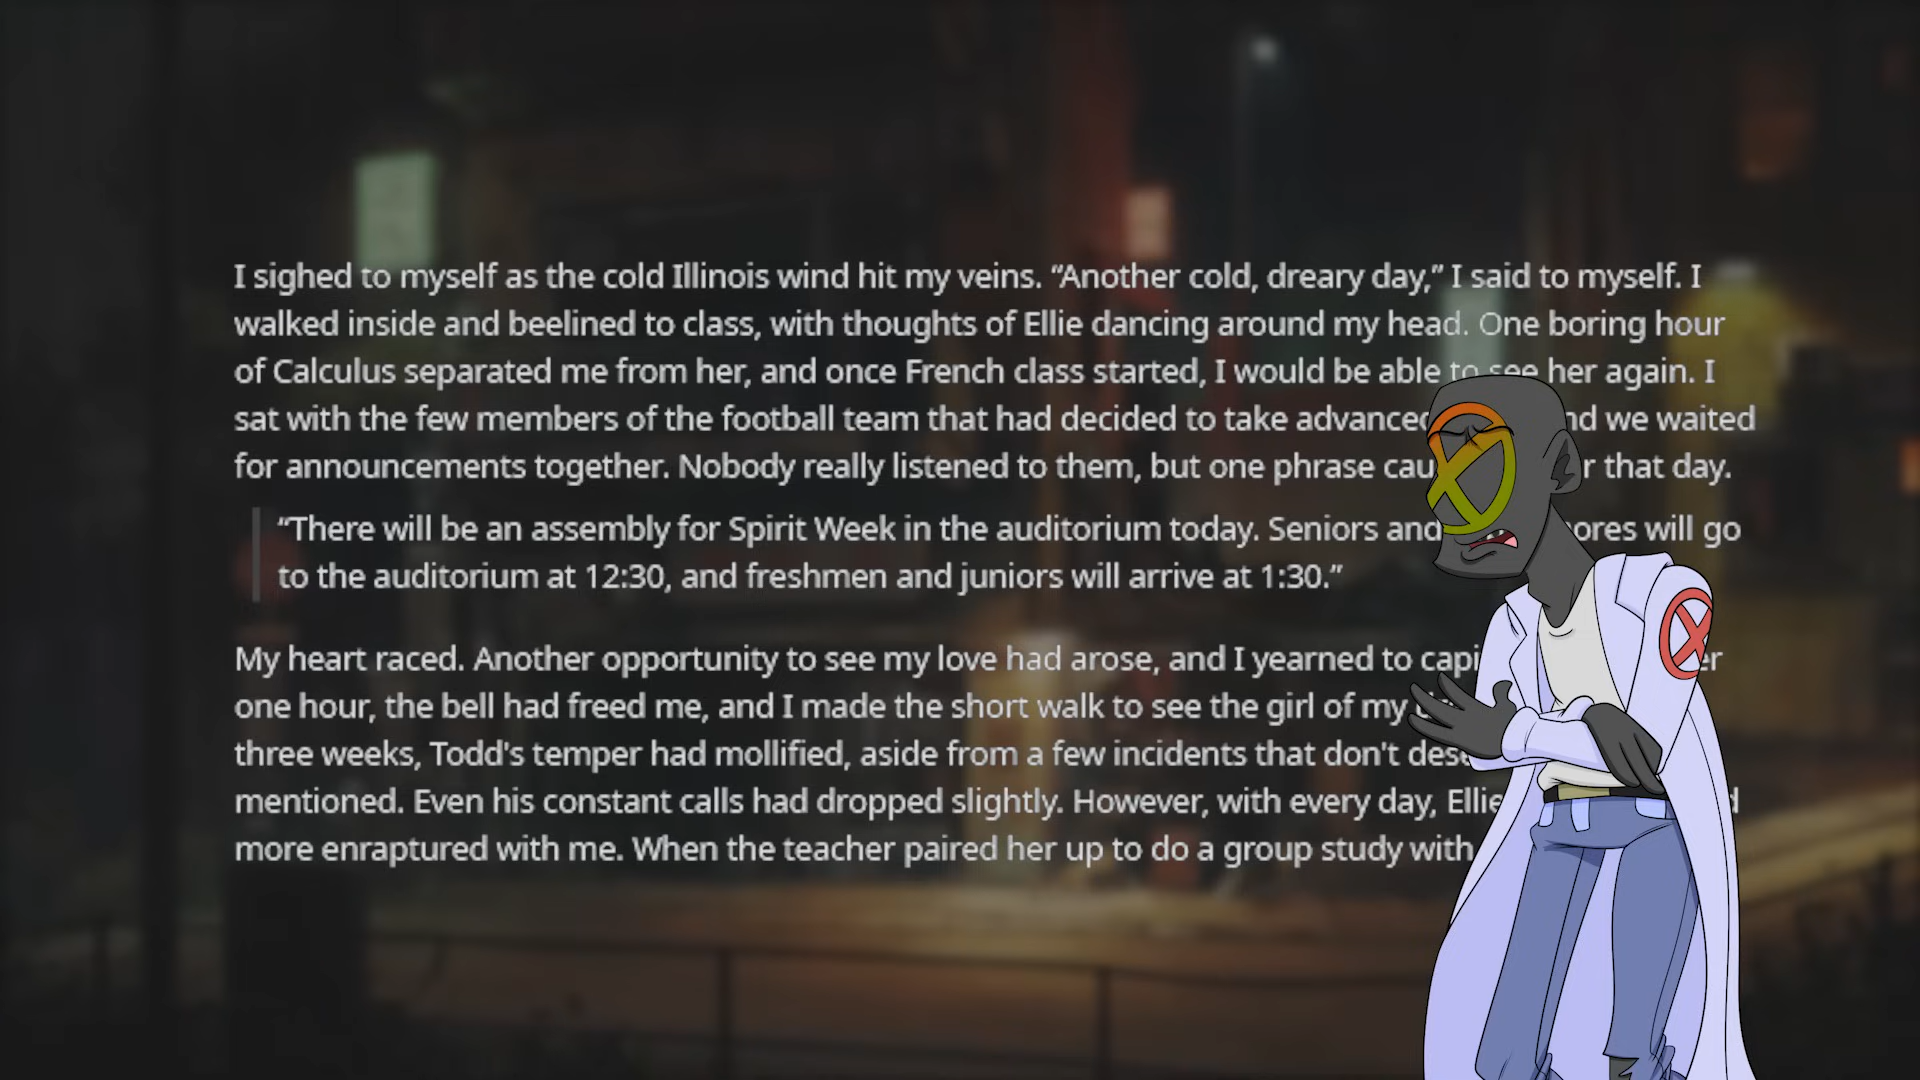 I sighed to myself as the cold Illinois wind hit my veins. “Another cold, dreary day,” I said to myself. I
walked inside and beelined to class, with thoughts of Ellie dancing around my head. One boring hour
of Calculus separated me from her, and once French class started, I would be able to see her again. I
sat with the few members of the football team that had decided to take advanced nd we waited
for announcements together. Nobody really listened to them, but one phrase cau r that day.
“There will be an assembly for Spirit Week in the auditorium today. Seniors and ores will go
to the auditorium at 12:30, and freshmen and juniors will arrive at 1:30.”
My heart raced. Another opportunity to see my love had arose, and I yearned to capi er
one hour, the bell had freed me, and I made the short walk to see the girl of my
three weeks, Todd's temper had mollified, aside from a few incidents that don't des
mentioned. Even his constant calls had dropped slightly. However, with every day, Ellie d
more enraptured with me. When the teacher paired her up to do a group study with